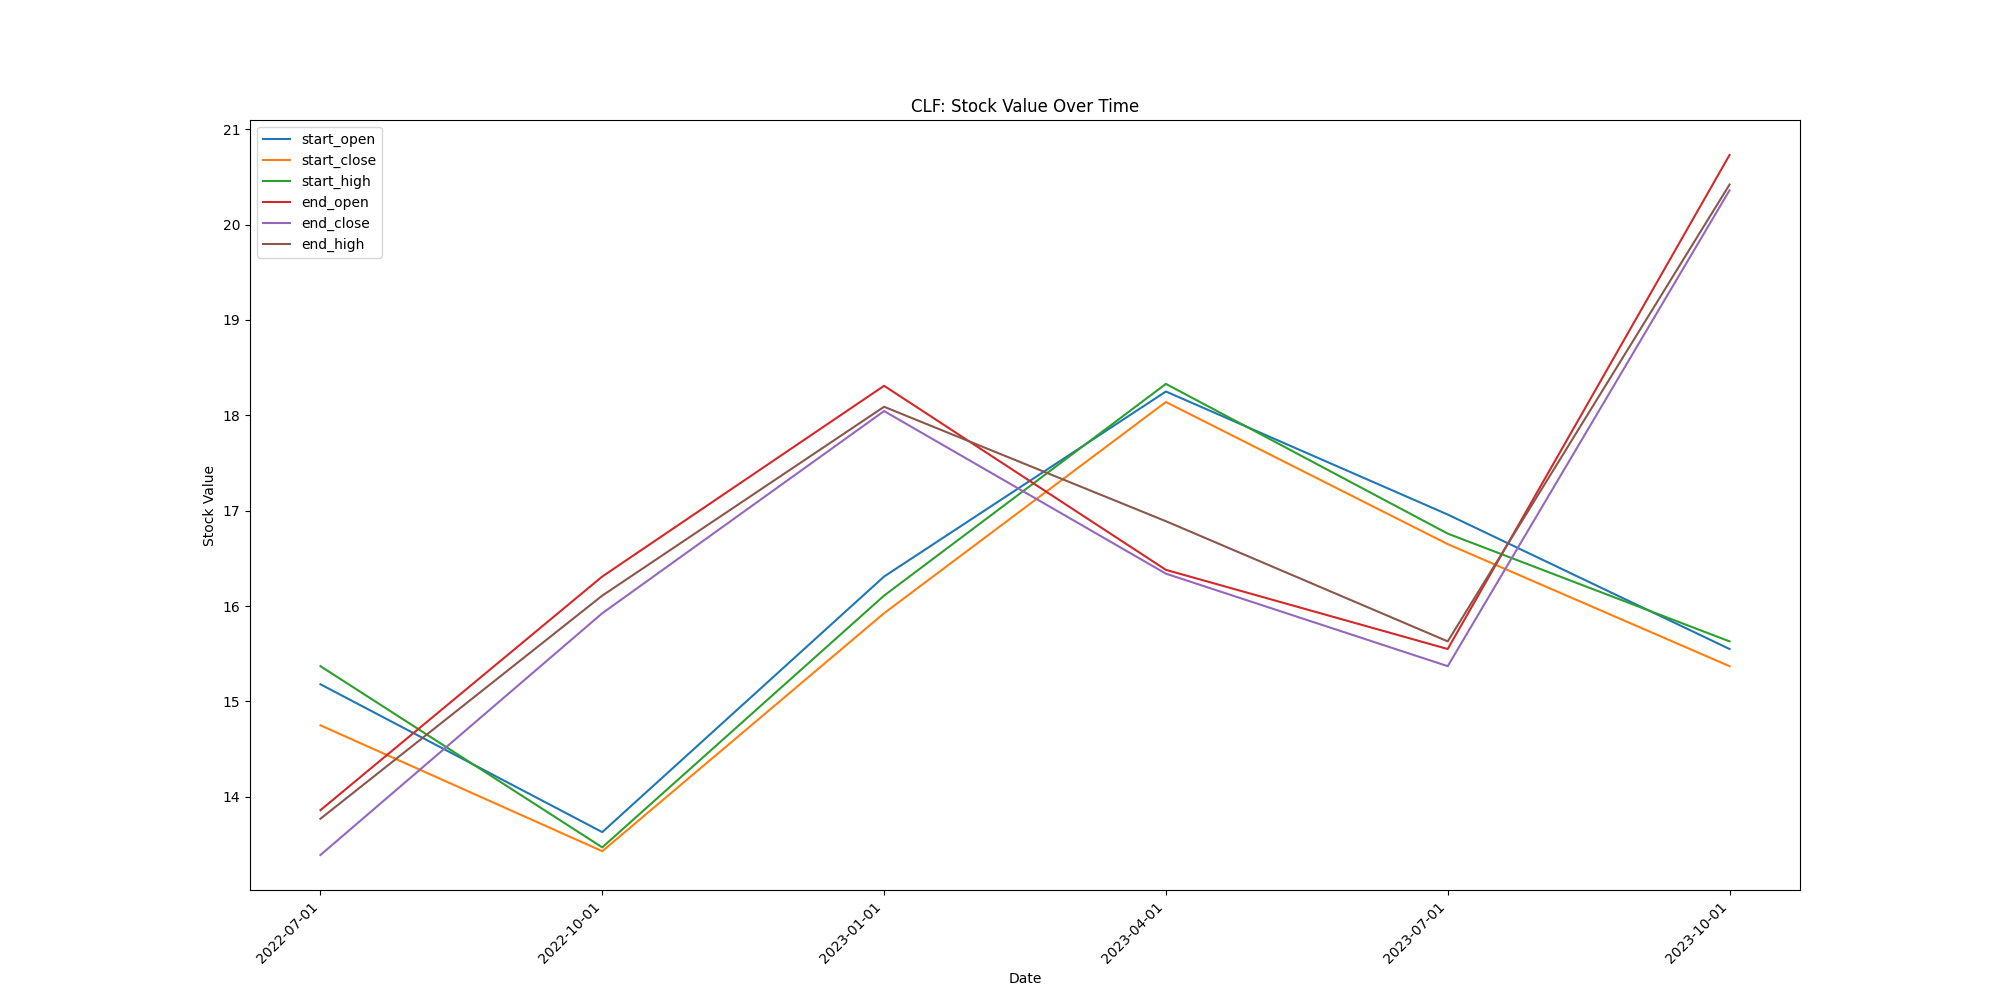 CLF: Stock Value Over Time
start_open
start_close
start_high
end_open
end_close
end_high
21
20
19
18
17
16
15
14
Stock Value
2022-07-01
2022-10-01
2023-01-01
2023-04-01
2023-07-01
2023-10-01
Date